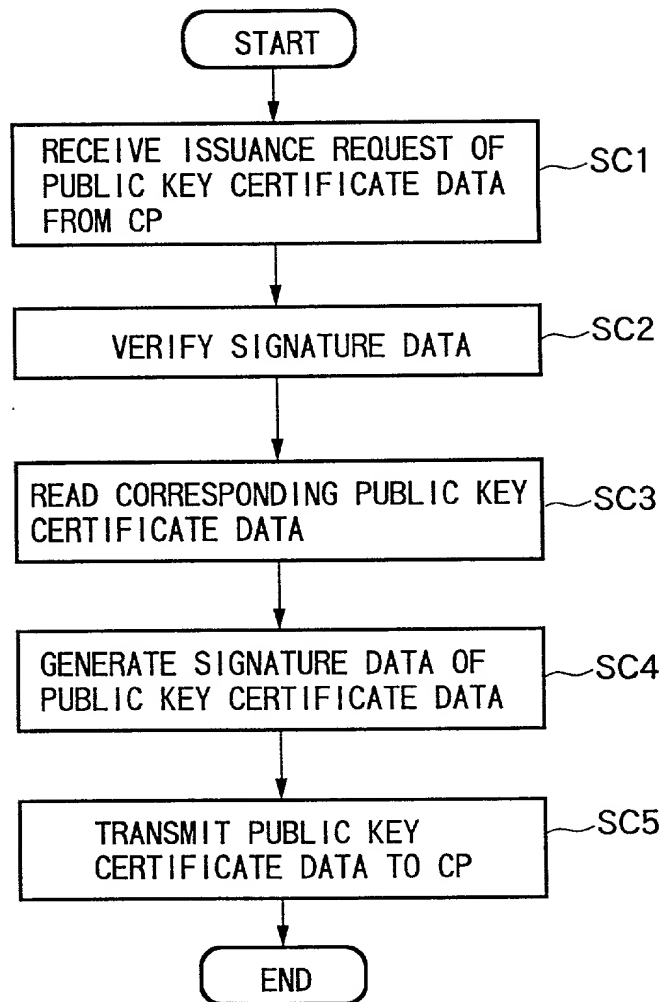 START
RECEIVE ISSUANCE REQUEST OF
PUBLIC KEY CERTIFICATE DATA
FROM CP
SC1
VERIFY SIGNATURE DATA
SC2
READ CORRESPONDING PUBLIC KEY
CERTIFICATE DATA
SC3
GENERATE SIGNATURE DATA OF
PUBLIC KEY CERTIFICATE DATA
SC4
TRANSMIT PUBLIC KEY
CERTIFICATE DATA TO CP
SC5
END